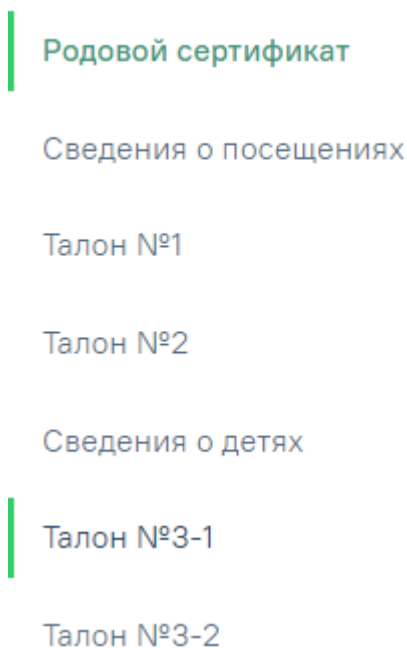 Родовой сертификат
Сведения о посещениях
Талон №1
Талон №2
Сведения о детях
Талон №3-1
Талон №3-2